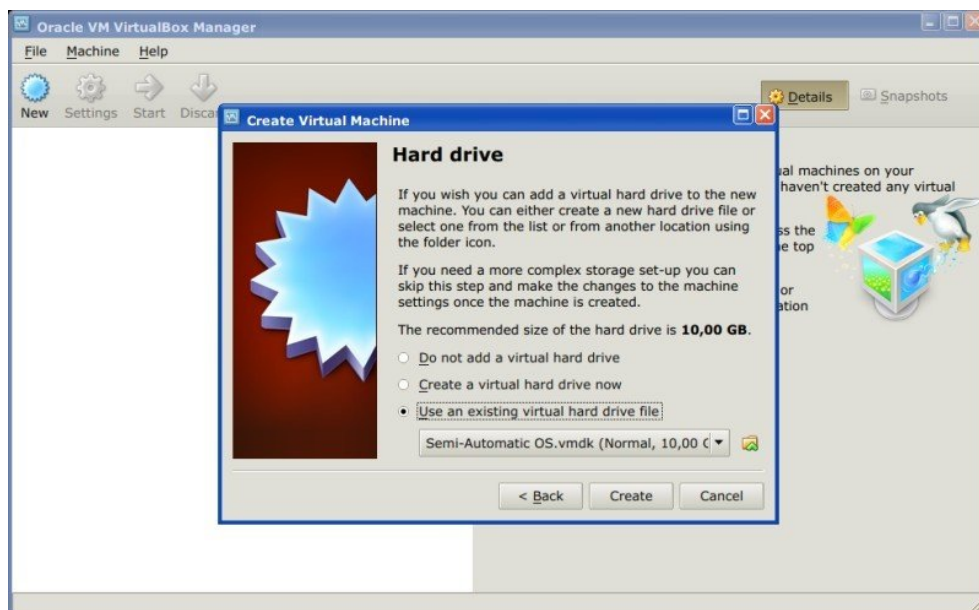 Oracle VM VirtualBox Manager
File Machine Help
New Settings Start Discar
Details Snapshots
Create Virtual Machine
Hard drive
If you wish you can add a virtual hard drive to the new
machine. You can either create a new hard drive file or
select one from the list or from another location using
the folder icon.
If you need a more complex storage set-up you can
skip this step and make the changes to the machine
settings once the machine is created.
The recommended size of the hard drive is 10,00 GB.
Do not add a virtual hard drive
Create a virtual hard drive now
Use an existing virtual hard drive file
Semi-Automatic OS.vmdk (Normal, 10,00 G
< Back Create Cancel
ual machines on your
haven't created any virtual
ss the
e top
or
ation